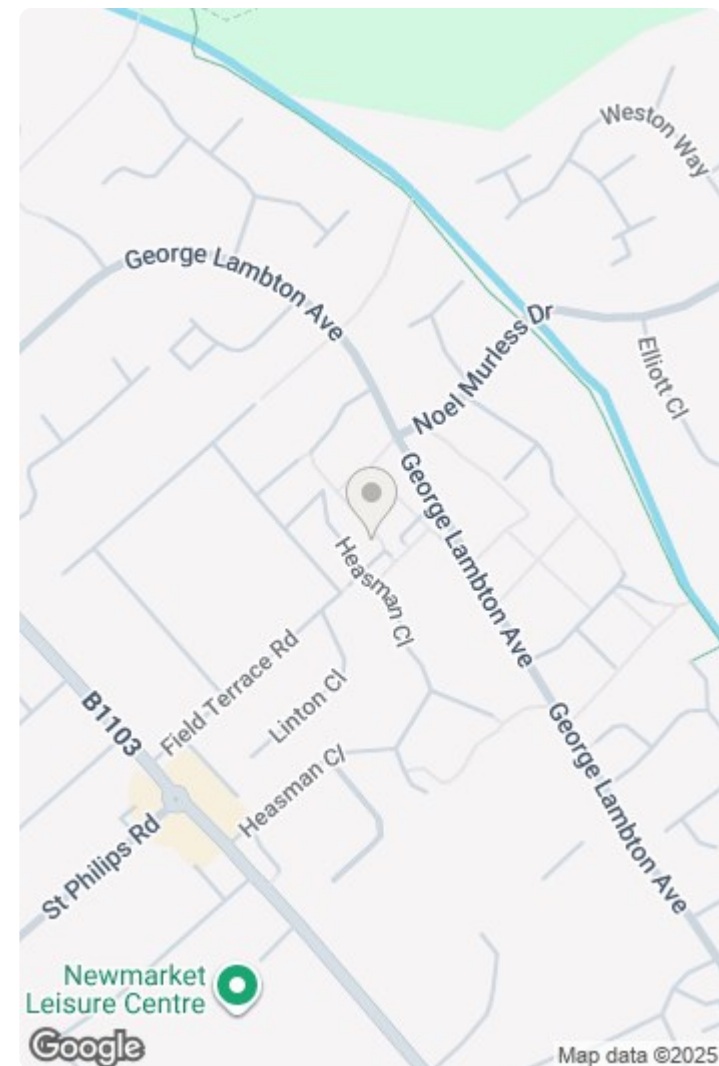 Weston Way
George Lambton Ave
Noel Murless Dr
Elliott Cl
George Lambton Ave
Heasman Cl
Field Terrace Rd
Linton Cl
B1103
Heasman Cl
George Lambton Ave
St Philips Rd
Newmarket
Leisure Centre
Google
Map data ©2025